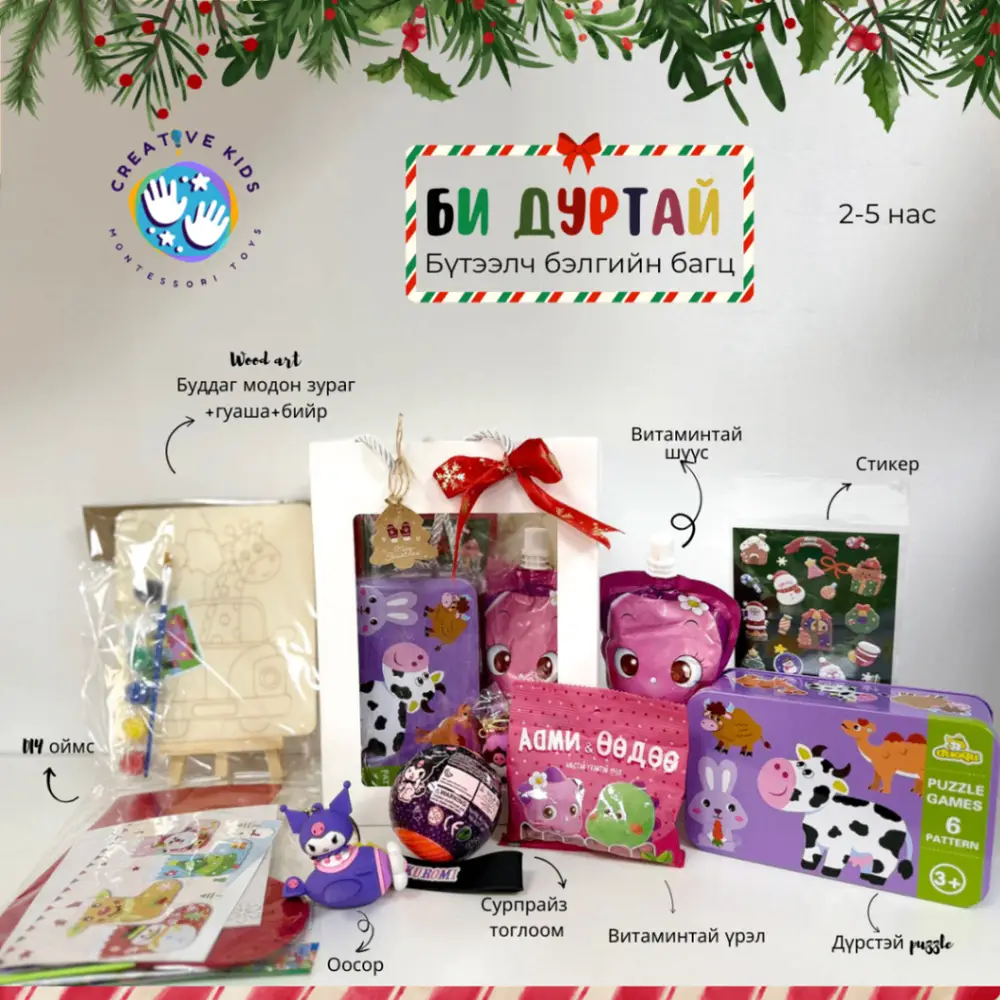 CREATIVE KIDS
MONTESSORI TOYS
БИ ДУРТАЙ
Бүтээлч бэлгийн багц
2-5 нас
Wood art
Буддаг модон зураг
+гуаша+бийр
Витаминтай
шүүс
Стикер
DIY оймс
АДМИ & ӨӨДӨӨ
PUZZLE
GAMES
6
PATTERN
3+
KUROMI
Оосор
Сурпрайз
тоглоом
Витаминтай үрэл
Дүрстэй puzzle